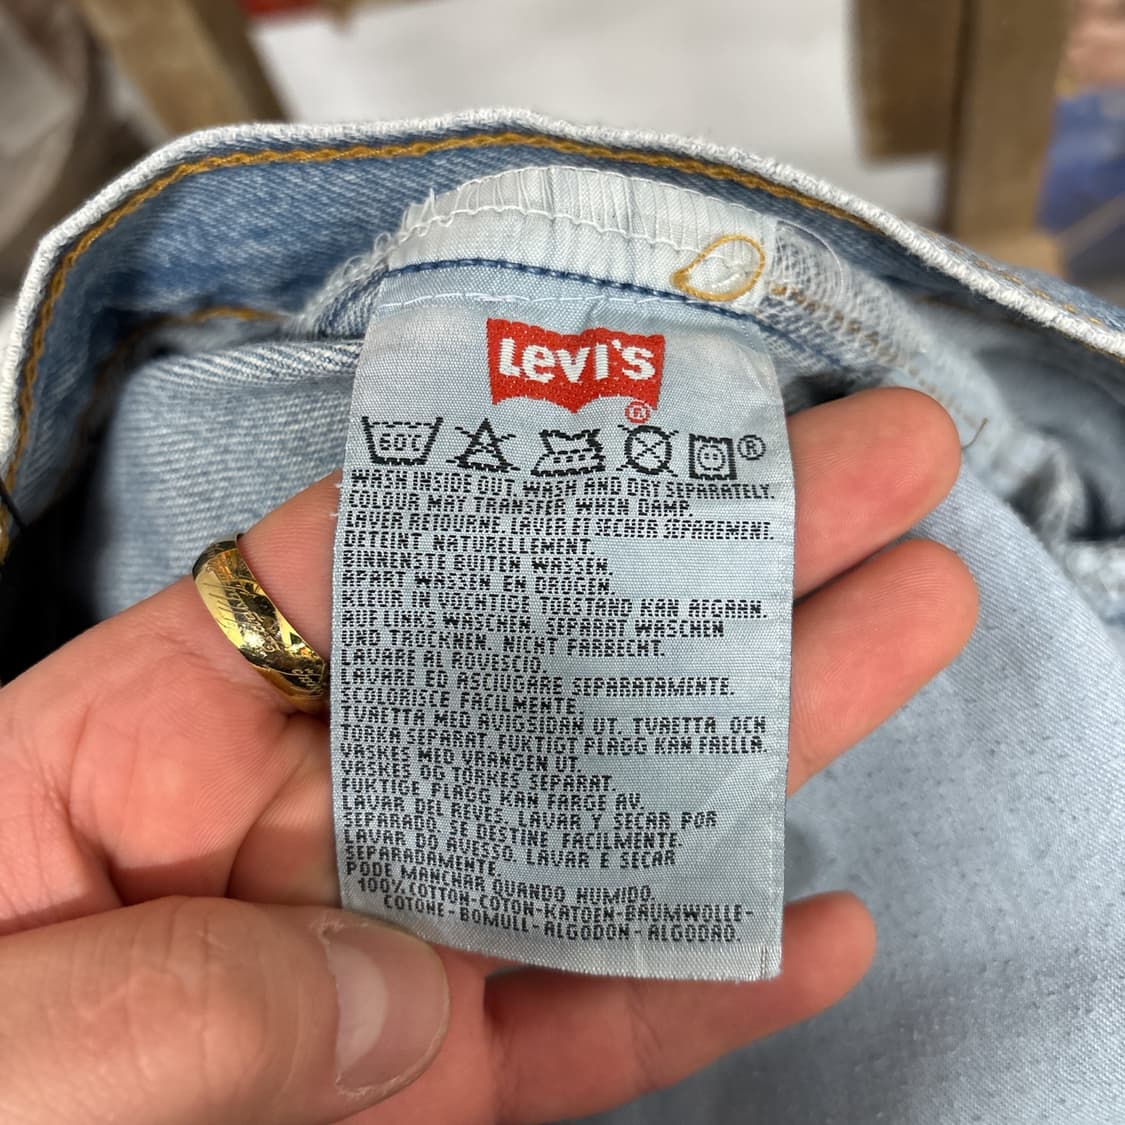 Levi's
®
60C ®
WASH INSIDE OUT, WASH AND DRY SEPARATELY.
COLOUR MAY TRANSFER WHEN DAMP.
LAVER RETOURNE. LAVER ET SECHER SEPAREMENT.
DETEINT NATURELLEMENT.
BINNENSTE BUITEN WASSEN.
APART WASSEN EN DROGEN.
KLEUR IN VOCHTIGE TOESTAND KAN AFGAAN.
AUF LINKS WASCHEN, SEPARAT WASCHEN
UND TROCKNEN. NICHT FARBECHT.
LAVARE AL ROVESCIO.
LAVARE ED ASCIUGARE SEPARATAMENTE.
SCOLORISCE FACILMENTE.
TVAETTA MED AVIGSIDAN UT. TVAETTA OCH
TORKA SEPARAT. FUKTIGT PLAGG KAN FAELLA.
VASKES MED VRANGEN UT.
VASKES OG TORKES SEPARAT.
FUKTIGE PLAGG KAN FARGE AV.
LAVAR DEL REVES. LAVAR Y SECAR POR
SEPARADO. SE DESTINE FACILMENTE.
LAVAR DO AVESSO. LAVAR E SECAR
SEPARADAMENTE.
PODE MANCHAR QUANDO HUMIDO.
100% COTTON-COTON-KATOEN-BAUMWOLLE-
COTONE-BOMULL-ALGODON-ALGODAO.